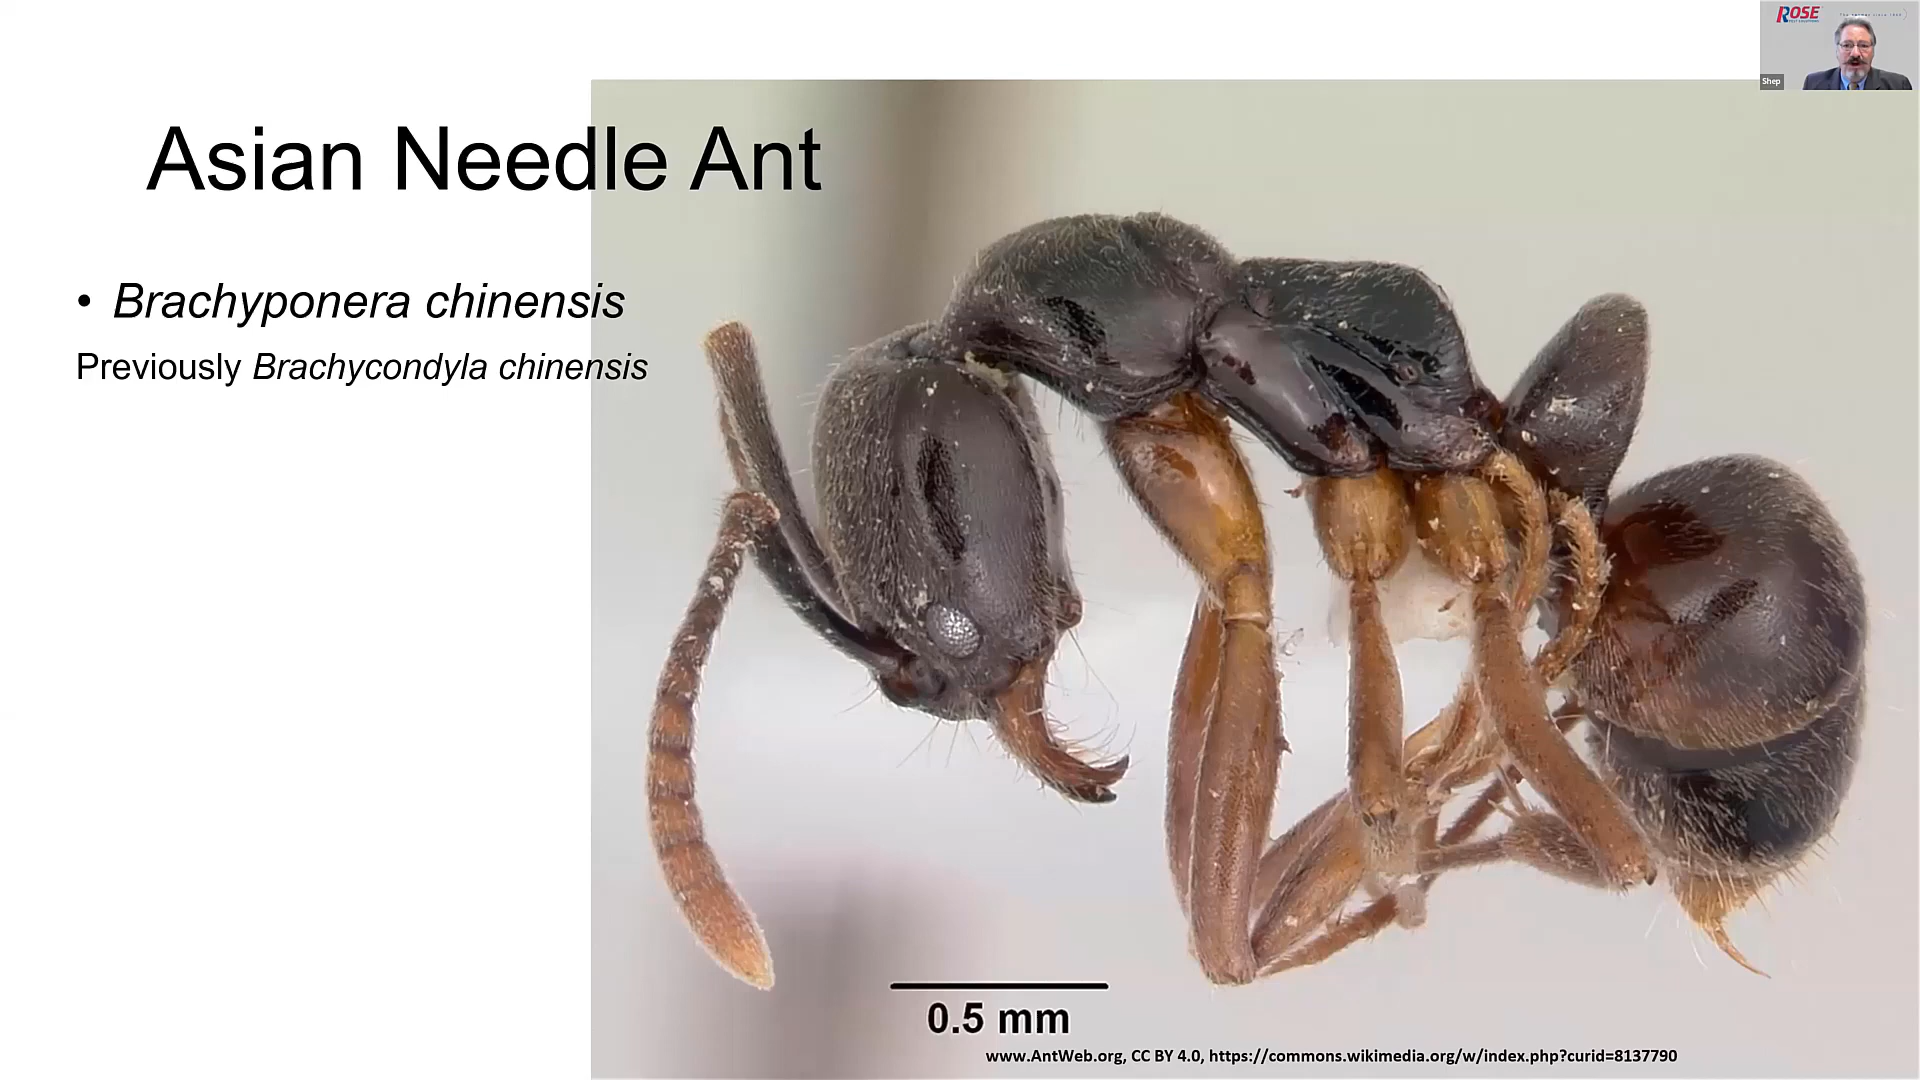 ROSE
Shep
Asian Needle Ant
• Brachyponera chinensis
Previously Brachycondyla chinensis
0.5 mm
www.AntWeb.org, CC BY 4.0, https://commons.wikimedia.org/w/index.php?curid=8137790